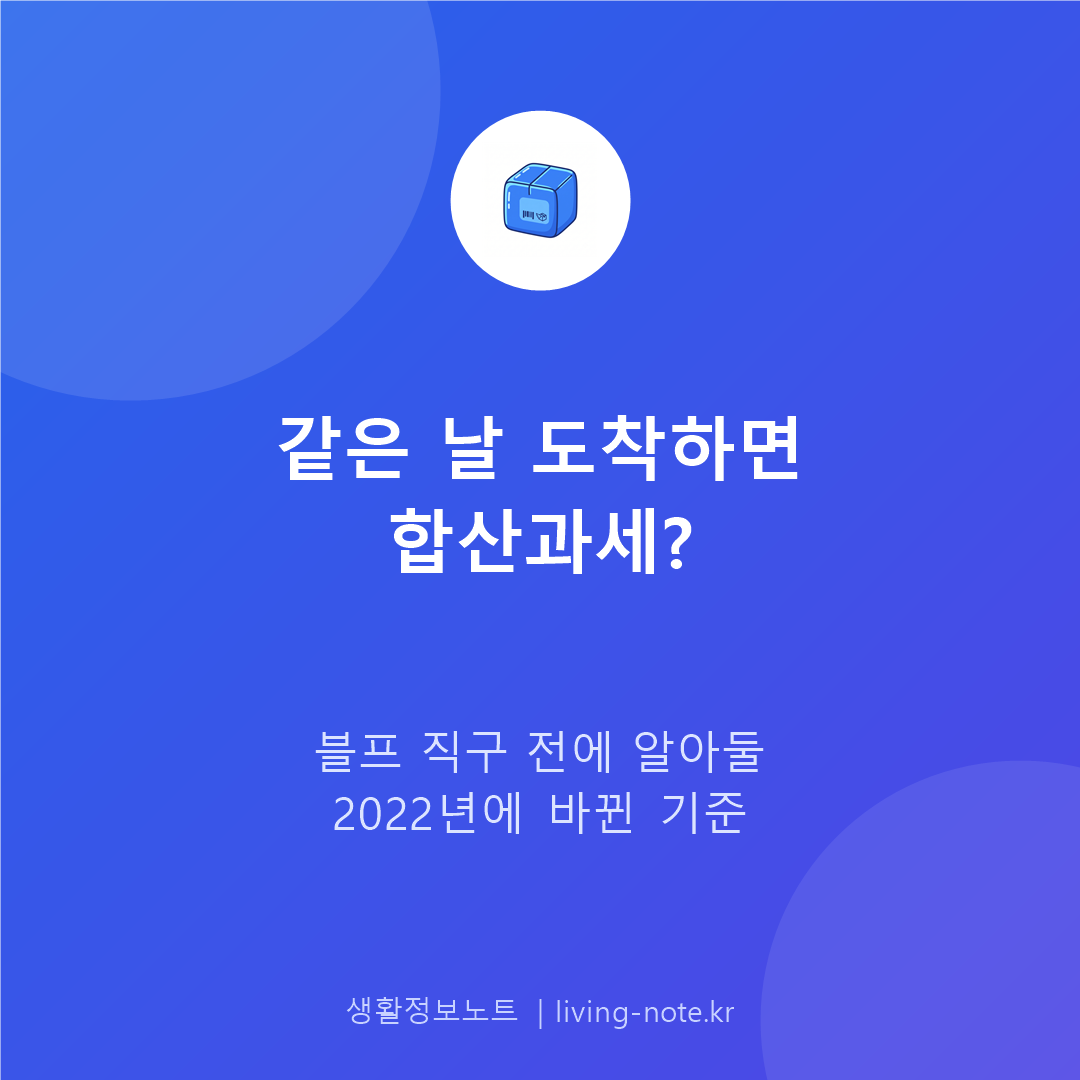 같은 날 도착하면
합산과세?
블프 직구 전에 알아둘
2022년에 바뀐 기준
생활정보노트 | living-note.kr